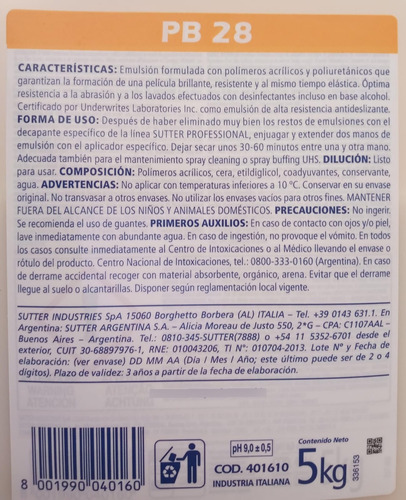 PB 28
CARACTERÍSTICAS: Emulsión formulada con polímeros acrílicos y poliuretánicos que
garantizan la formación de una película brillante, resistente y al mismo tiempo elástica. Óptima
resistencia a la abrasión y a los lavados efectuados con desinfectantes incluso en base alcohol.
Certificado por Underwrites Laboratories Inc. como emulsión de alta resistencia antideslizante.
FORMA DE USO: Después de haber eliminado muy bien los restos de emulsiones con el
decapante específico de la línea SUTTER PROFESSIONAL, enjuagar y extender dos manos de
emulsión con el aplicador específico. Dejar secar unos 30-60 minutos entre una y otra mano.
Adecuada también para el mantenimiento spray cleaning o spray buffing UHS. DILUCIÓN: Listo
para usar. COMPOSICIÓN: Polímeros acrílicos, cera, etildiglicol, coadyuvantes, conservante,
agua. ADVERTENCIAS: No aplicar con temperaturas inferiores a 10 °C. Conservar en su envase
original. No transvasar a otros envases. No utilizar los envases vacíos para otros fines. MANTENER
FUERA DEL ALCANCE DE LOS NIÑOS Y ANIMALES DOMÉSTICOS. PRECAUCIONES: No ingerir.
Se recomienda el uso de guantes. PRIMEROS AUXILIOS: En caso de contacto con ojos y/o piel,
lave inmediatamente con abundante agua. En caso de ingestión, no provoque el vómito. En todos
los casos consulte inmediatamente al Centro de Intoxicaciones o al Médico llevando el envase o
rótulo del producto. Centro Nacional de Intoxicaciones, tel.: 0800-333-0160 (Argentina). En caso
de derrame accidental recoger con material absorbente, orgánico, arena. Evitar que el derrame
llegue al suelo o alcantarillas. Disponer según reglamentación local vigente.
SUTTER INDUSTRIES SpA 15060 Borghetto Borbera (AL) ITALIA – Tel. +39 0143 631.1. En
Argentina: SUTTER ARGENTINA S.A. – Alicia Moreau de Justo 550, 2°G – CPA: C1107AAL –
Buenos Aires – Argentina. Tel.: 0810-345-SUTTER(7888) o +54 11 5352-6701 desde el
exterior, CUIT 30-68897976-1, RNE: 010043206, TI N°: 010704-2013. Lote N° y Fecha de
elaboración: (ver envase) DD MM AA (Día / Mes / Año; este último puede ser de 2 o 4
dígitos). Plazo de validez: 3 años a partir de la fecha de elaboración.
8 001990 040160
pH 9,0 ± 0,5
COD. 401610
INDUSTRIA ITALIANA
Contenido Neto
5kg
336153